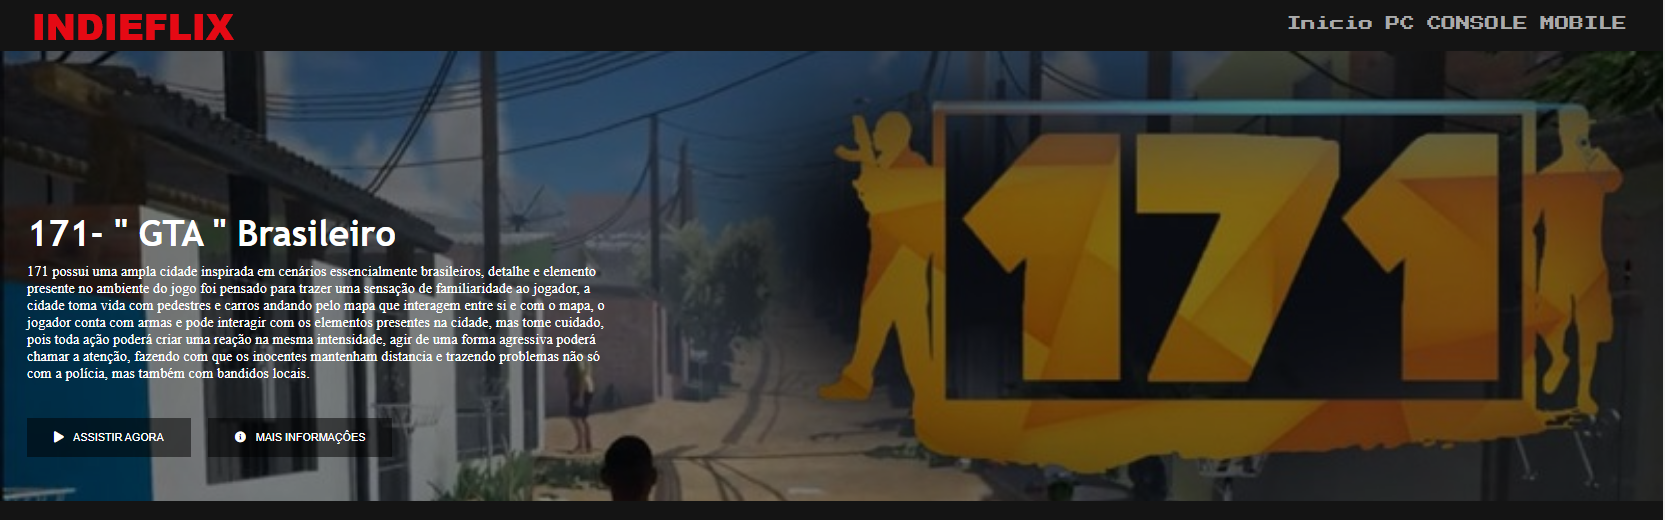 INDIEFLIX
Inicio PC CONSOLE MOBILE
171
171- " GTA " Brasileiro
171 possui uma ampla cidade inspirada em cenários essencialmente brasileiros, detalhe e elemento
presente no ambiente do jogo foi pensado para trazer uma sensação de familiaridade ao jogador, a
cidade toma vida com pedestres e carros andando pelo mapa que interagem entre si e com o mapa, o
jogador conta com armas e pode interagir com os elementos presentes na cidade, mas tome cuidado,
pois toda ação poderá criar uma reação na mesma intensidade, agir de uma forma agressiva poderá
chamar a atenção, fazendo com que os inocentes mantenham distancia e trazendo problemas não só
com a polícia, mas também com bandidos locais.
ASSISTIR AGORA
MAIS INFORMAÇÔES